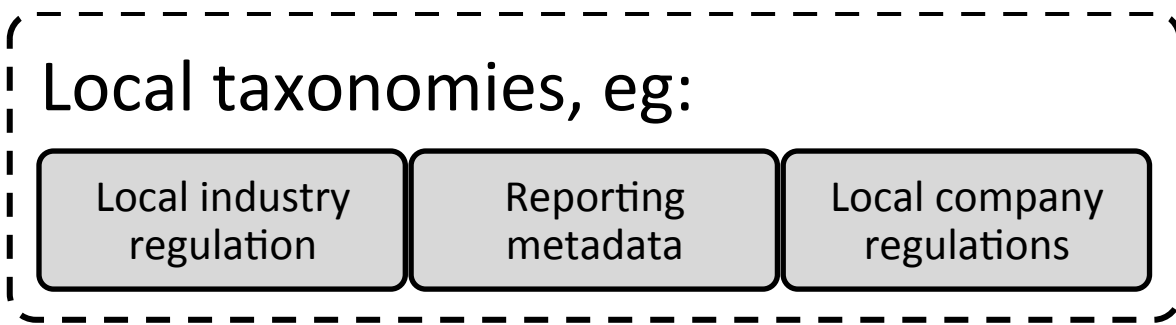 Local taxonomies, eg:
Local industry
regulation
Reporting
metadata
Local company
regulations